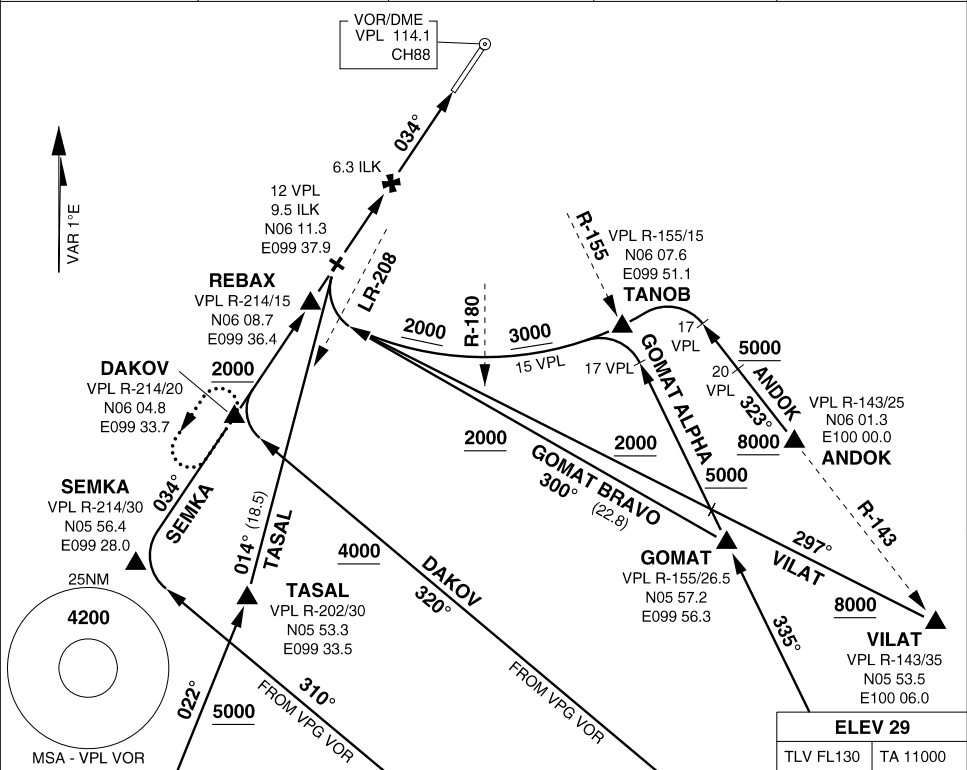 VOR/DME
VPL 114.1
CH88
034°
6.3 ILK
12 VPL
9.5 ILK
N06 11.3
E099 37.9
VAR 1°E
LR-208
REBAX
VPL R-214/15
N06 08.7
E099 36.4
R-155
VPL R-155/15
N06 07.6
E099 51.1
TANOB
R-180
2000
3000
15 VPL
17 VPL
17
VPL
5000
20
VPL
ANDOK
323°
8000
VPL R-143/25
N06 01.3
E100 00.0
ANDOK
DAKOV
VPL R-214/20
N06 04.8
E099 33.7
2000
GOMAT ALPHA
2000
2000
5000
GOMAT BRAVO
300°
(22.8)
R-143
SEMKA
VPL R-214/30
N05 56.4
E099 28.0
034°
SEMKA
014° (18.5)
TASAL
4000
DAKOV
320°
FROM VPG VOR
297°
VILAT
8000
GOMAT
VPL R-155/26.5
N05 57.2
E099 56.3
335°
TASAL
VPL R-202/30
N05 53.3
E099 33.5
VILAT
VPL R-143/35
N05 53.5
E100 06.0
25NM
4200
MSA - VPL VOR
022°
5000
310°
FROM VPG VOR
ELEV 29
TLV FL130
TA 11000